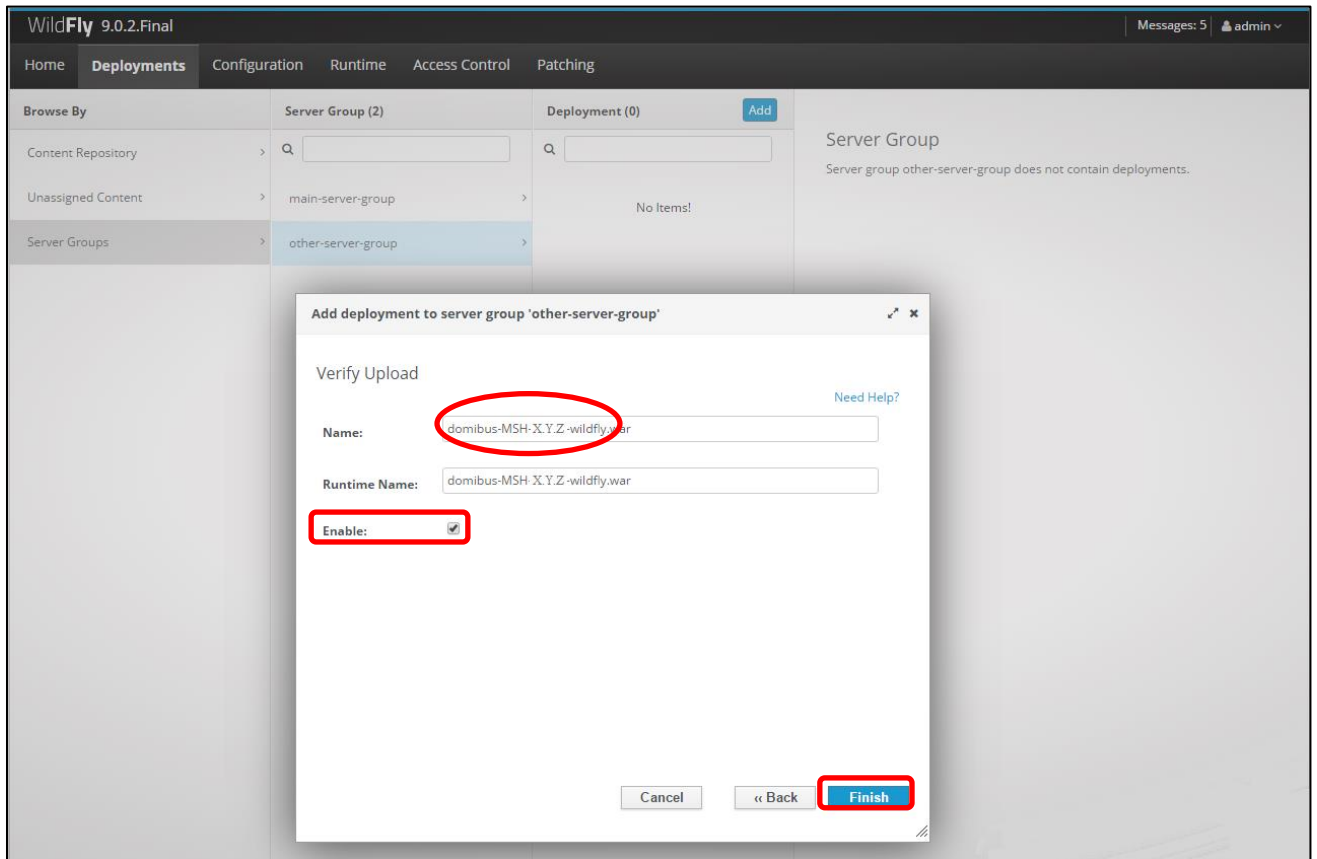 WildFly 9.0.2.Final
Messages: 5 admin
Home Deployments Configuration Runtime Access Control Patching
Browse By
Content Repository
Unassigned Content
Server Groups
Server Group (2)
main-server-group
other-server-group
Deployment (0) Add
No Items!
Server Group
Server group other-server-group does not contain deployments.
Add deployment to server group 'other-server-group'
Verify Upload
Need Help?
Name: domibus-MSH-X.Y.Z-wildfly.war
Runtime Name: domibus-MSH-X.Y.Z-wildfly.war
Enable:
Cancel ‹‹ Back Finish